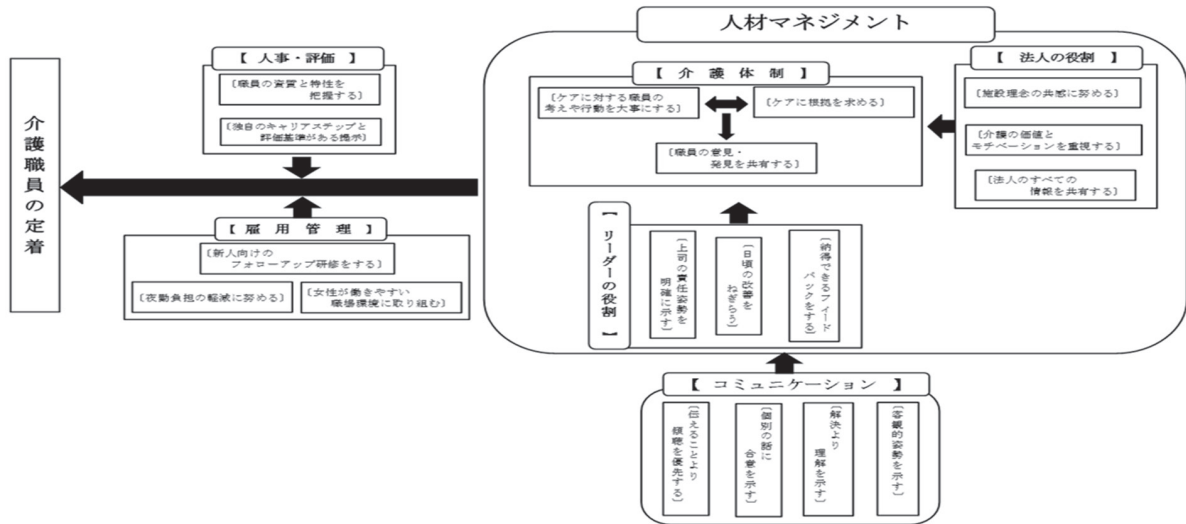 人材マネジメント
介護職員の定着
【 人事・評価 】
〔職員の資質と特性を
把握する〕
〔独自のキャリアステップと
評価基準がある提示〕
【 雇用管理 】
〔新人向けの
フォローアップ研修をする〕
〔夜勤負担の軽減に努める〕
〔女性が働きやすい
職場環境に取り組む〕
【 介護体制 】
〔ケアに対する職員の
考えや行動を大事にする〕
〔ケアに根拠を求める〕
〔職員の意見・
発見を共有する〕
【 法人の役割 】
〔施設理念の共感に努める〕
〔介護の価値と
モチベーションを重視する〕
〔法人のすべての
情報を共有する〕
【 リーダーの役割 】
〔上司の責任姿勢を
明確に示す〕
〔日頃の改善を
ねぎらう〕
〔納得できるフィード
バックをする〕
【 コミュニケーション 】
〔伝えることより
傾聴を優先する〕
〔個別の話に
合意を示す〕
〔解決より
理解を示す〕
〔客観的姿勢を示す〕